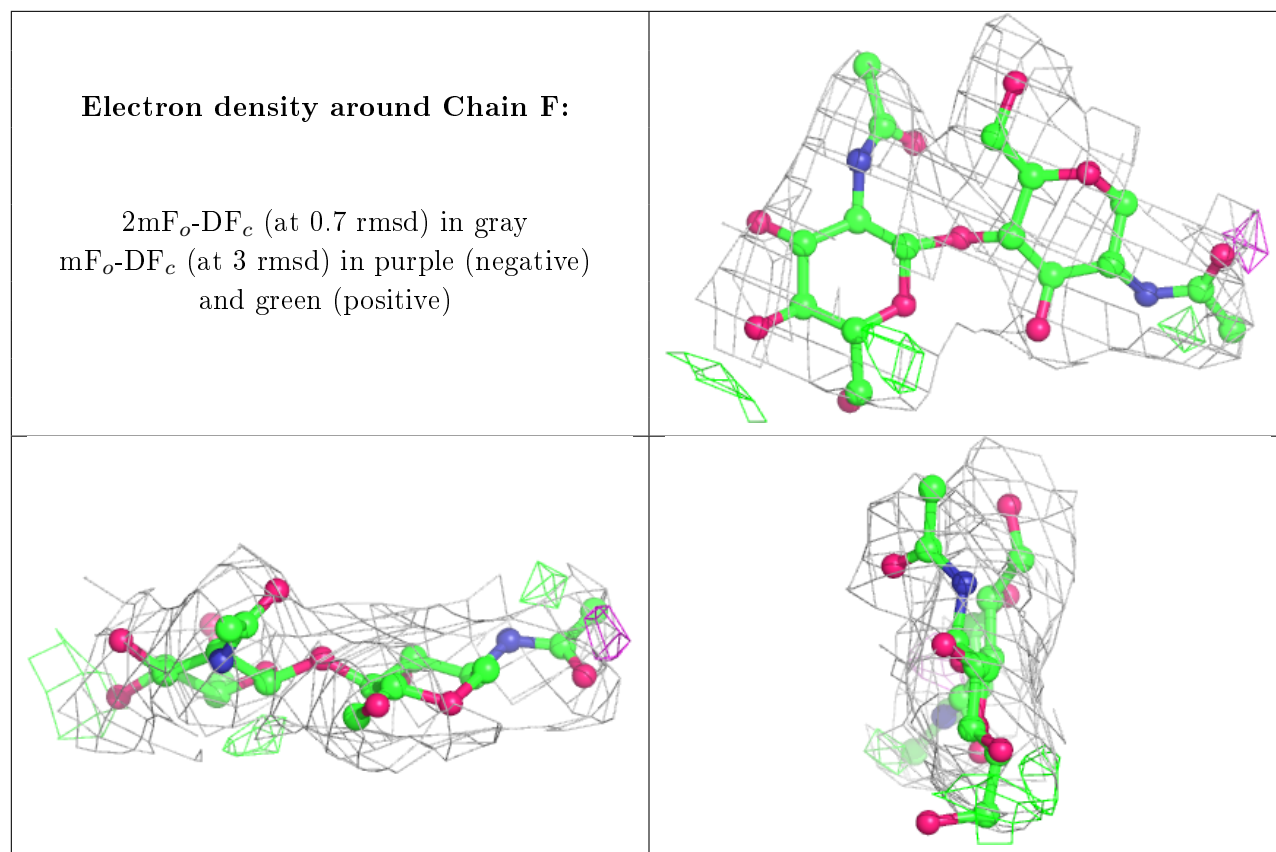 Electron density around Chain F:
2mFo-DFc (at 0.7 rmsd) in gray
mFo-DFc (at 3 rmsd) in purple (negative)
and green (positive)